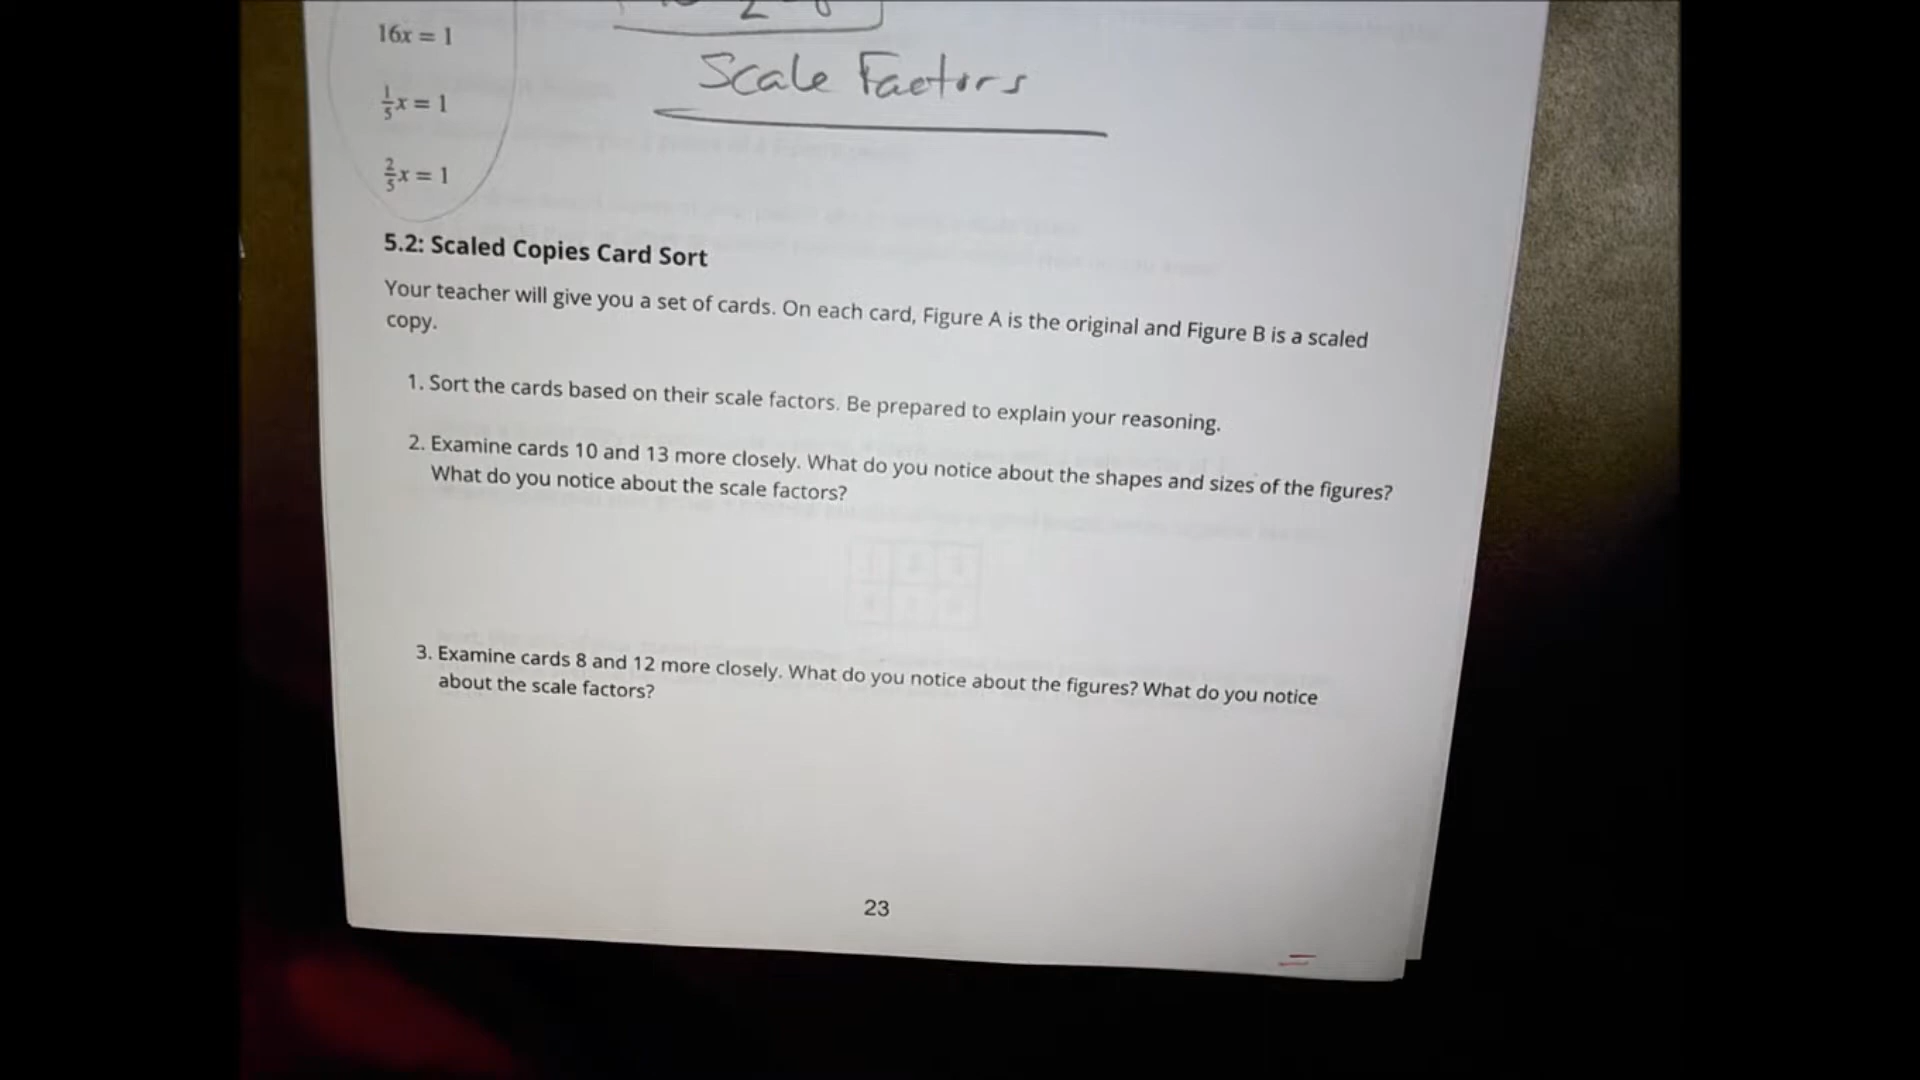 16x = 1
Scale Factors
1/5 x = 1
2/5 x = 1
5.2: Scaled Copies Card Sort
Your teacher will give you a set of cards. On each card, Figure A is the original and Figure B is a scaled
copy.
1. Sort the cards based on their scale factors. Be prepared to explain your reasoning.
2. Examine cards 10 and 13 more closely. What do you notice about the shapes and sizes of the figures?
What do you notice about the scale factors?
3. Examine cards 8 and 12 more closely. What do you notice about the figures? What do you notice
about the scale factors?
23